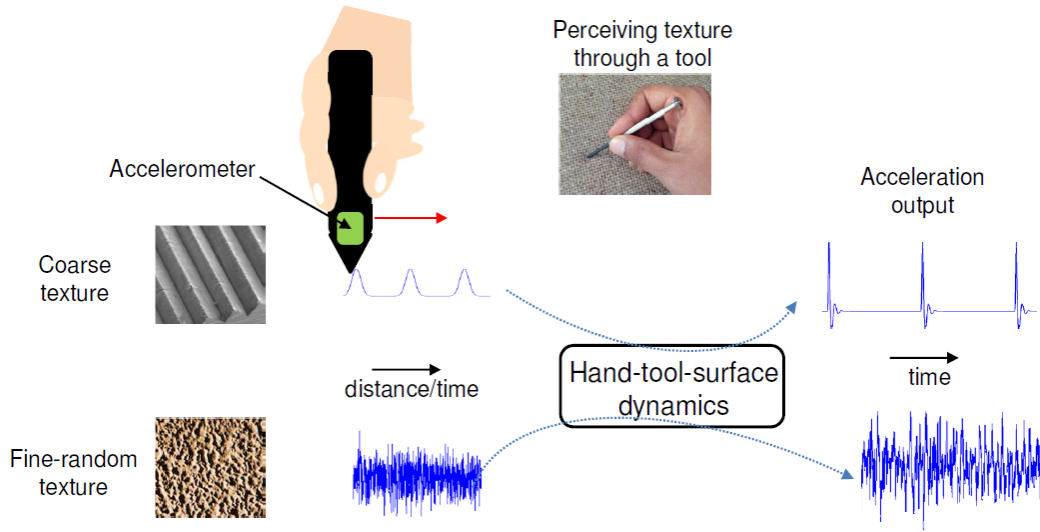 Perceiving texture
through a tool
Accelerometer
Acceleration
output
Coarse
texture
distance/time
Hand-tool-surface
dynamics
time
Fine-random
texture